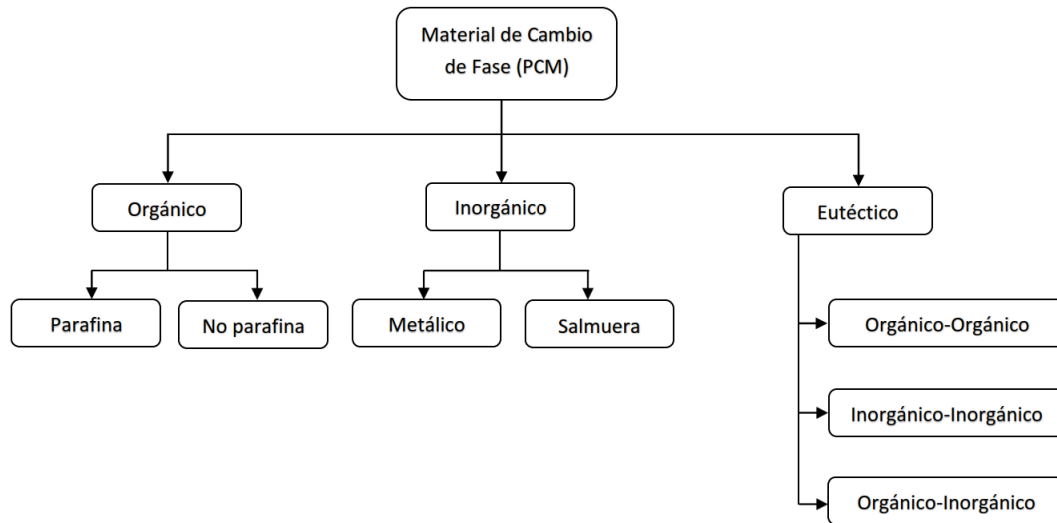 Material de Cambio
de Fase (PCM)
Orgánico
Inorgánico
Eutéctico
Parafina
No parafina
Metálico
Salmuera
Orgánico-Orgánico
Inorgánico-Inorgánico
Orgánico-Inorgánico